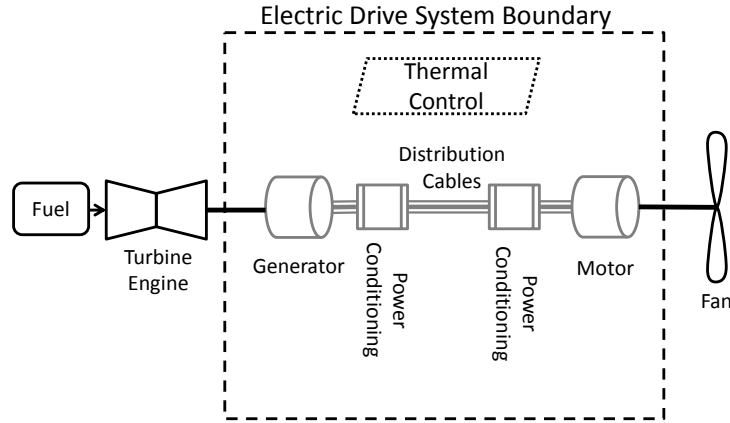 Electric Drive System Boundary
Thermal
Control
Distribution
Cables
Fuel
Turbine
Engine
Generator
Power
Conditioning
Power
Conditioning
Motor
Fan